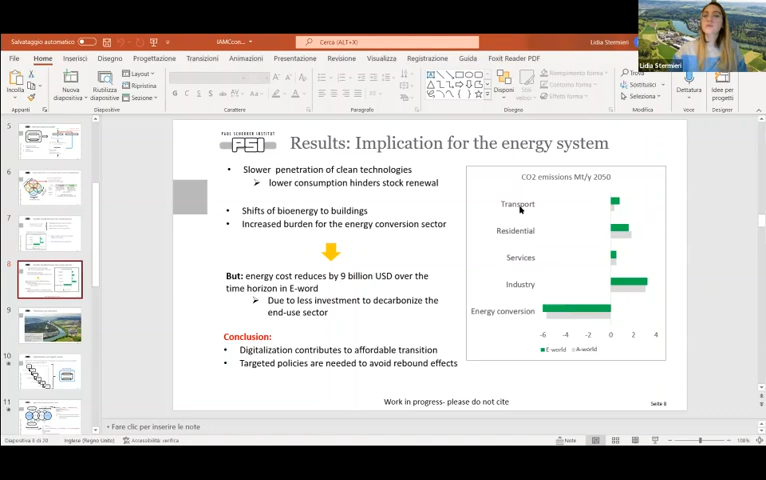 Salvataggio automatico
IAMCcon...
Cerca (ALT+X)
Lidia Stermieri
Lidia Stermieri
File
Home
Inserisci
Disegno
Progettazione
Transizioni
Animazioni
Presentazione
Revisione
Visualizza
Registrazione
Guida
Foxit Reader PDF
Incolla
Nuova diapositiva
Riutilizza diapositive
Layout
Ripristina
Sezione
Disponi
Stili
Riempimento forma
Contorno forma
Effetti forma
Trova
Sostituisci
Seleziona
Dettatura
Idee per progetti
Appunti
Diapositive
Carattere
Paragrafo
Disegno
Modifica
Voce
5
6
7
8
9
10
11
PAUL SCHERRER INSTITUT
PSI
Results: Implication for the energy system
• Slower penetration of clean technologies
➢ lower consumption hinders stock renewal
• Shifts of bioenergy to buildings
• Increased burden for the energy conversion sector
But: energy cost reduces by 9 billion USD over the
time horizon in E-word
➢ Due to less investment to decarbonize the
end-use sector
Conclusion:
• Digitalization contributes to affordable transition
• Targeted policies are needed to avoid rebound effects
CO2 emissions Mt/y 2050
Transport
Residential
Services
Industry
Energy conversion
-6 -4 -2 0 2 4
E-world A-world
Work in progress- please do not cite
Seite 8
Fare clic per inserire le note
Diapositiva 8 di 20
Inglese (Regno Unito)
Accessibilità: verifica
Note
100%